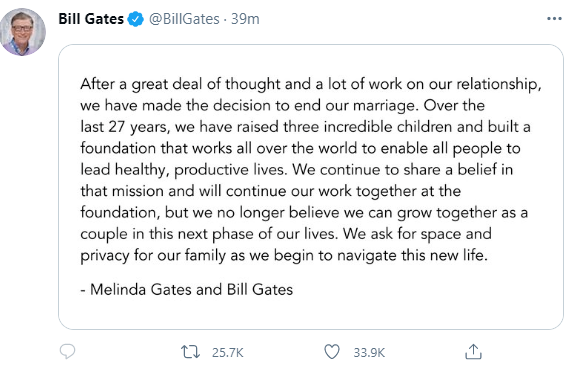 Bill Gates @BillGates · 39m
After a great deal of thought and a lot of work on our relationship,
we have made the decision to end our marriage. Over the
last 27 years, we have raised three incredible children and built a
foundation that works all over the world to enable all people to
lead healthy, productive lives. We continue to share a belief in
that mission and will continue our work together at the
foundation, but we no longer believe we can grow together as a
couple in this next phase of our lives. We ask for space and
privacy for our family as we begin to navigate this new life.
- Melinda Gates and Bill Gates
25.7K 33.9K